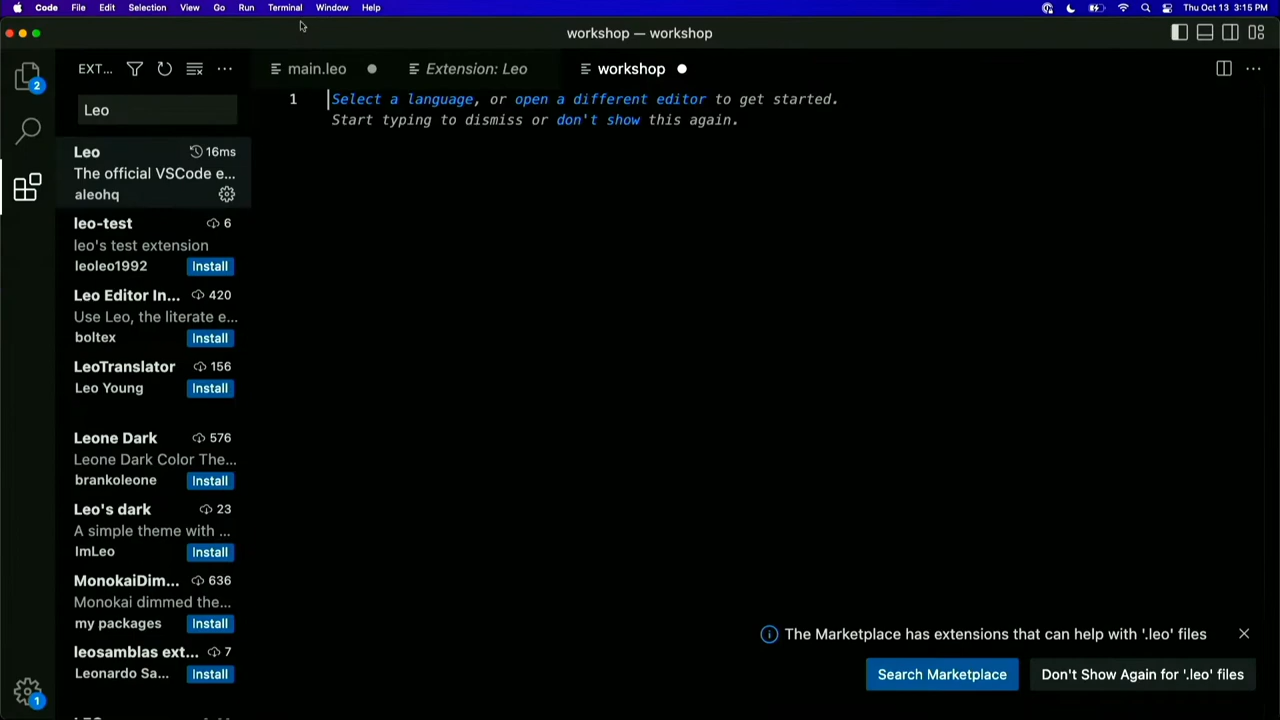 Code File Edit Selection View Go Run Terminal Window Help Thu Oct 13 3:15 PM
workshop — workshop
EXT... main.leo Extension: Leo workshop
2
Leo
1 Select a language, or open a different editor to get started.
Start typing to dismiss or don't show this again.
Leo 16ms
The official VSCode e...
aleohq
leo-test 6
leo's test extension
leoleo1992 Install
Leo Editor In... 420
Use Leo, the literate e...
boltex Install
LeoTranslator 156
Leo Young Install
Leone Dark 576
Leone Dark Color The...
brankoleone Install
Leo's dark 23
A simple theme with ...
ImLeo Install
MonokaiDim... 636
Monokai dimmed the...
my packages Install
leosamblas ext... 7
Leonardo Sa... Install
The Marketplace has extensions that can help with '.leo' files
Search Marketplace Don't Show Again for '.leo' files
1